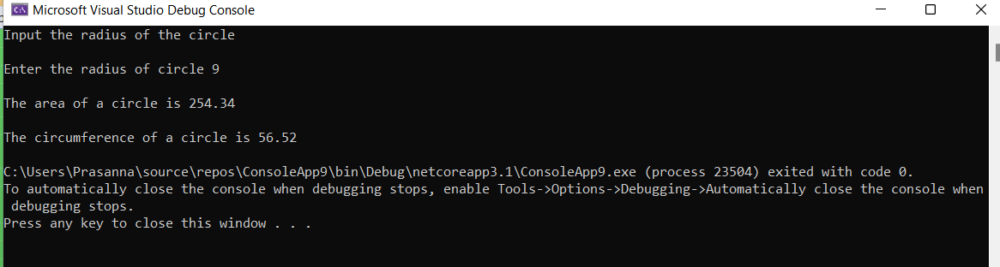 Microsoft Visual Studio Debug Console
Input the radius of the circle
Enter the radius of circle 9
The area of a circle is 254.34
The circumference of a circle is 56.52
C:\Users\Prasanna\source\repos\ConsoleApp9\bin\Debug\netcoreapp3.1\ConsoleApp9.exe (process 23504) exited with code 0.
To automatically close the console when debugging stops, enable Tools->Options->Debugging->Automatically close the console when
debugging stops.
Press any key to close this window . . .